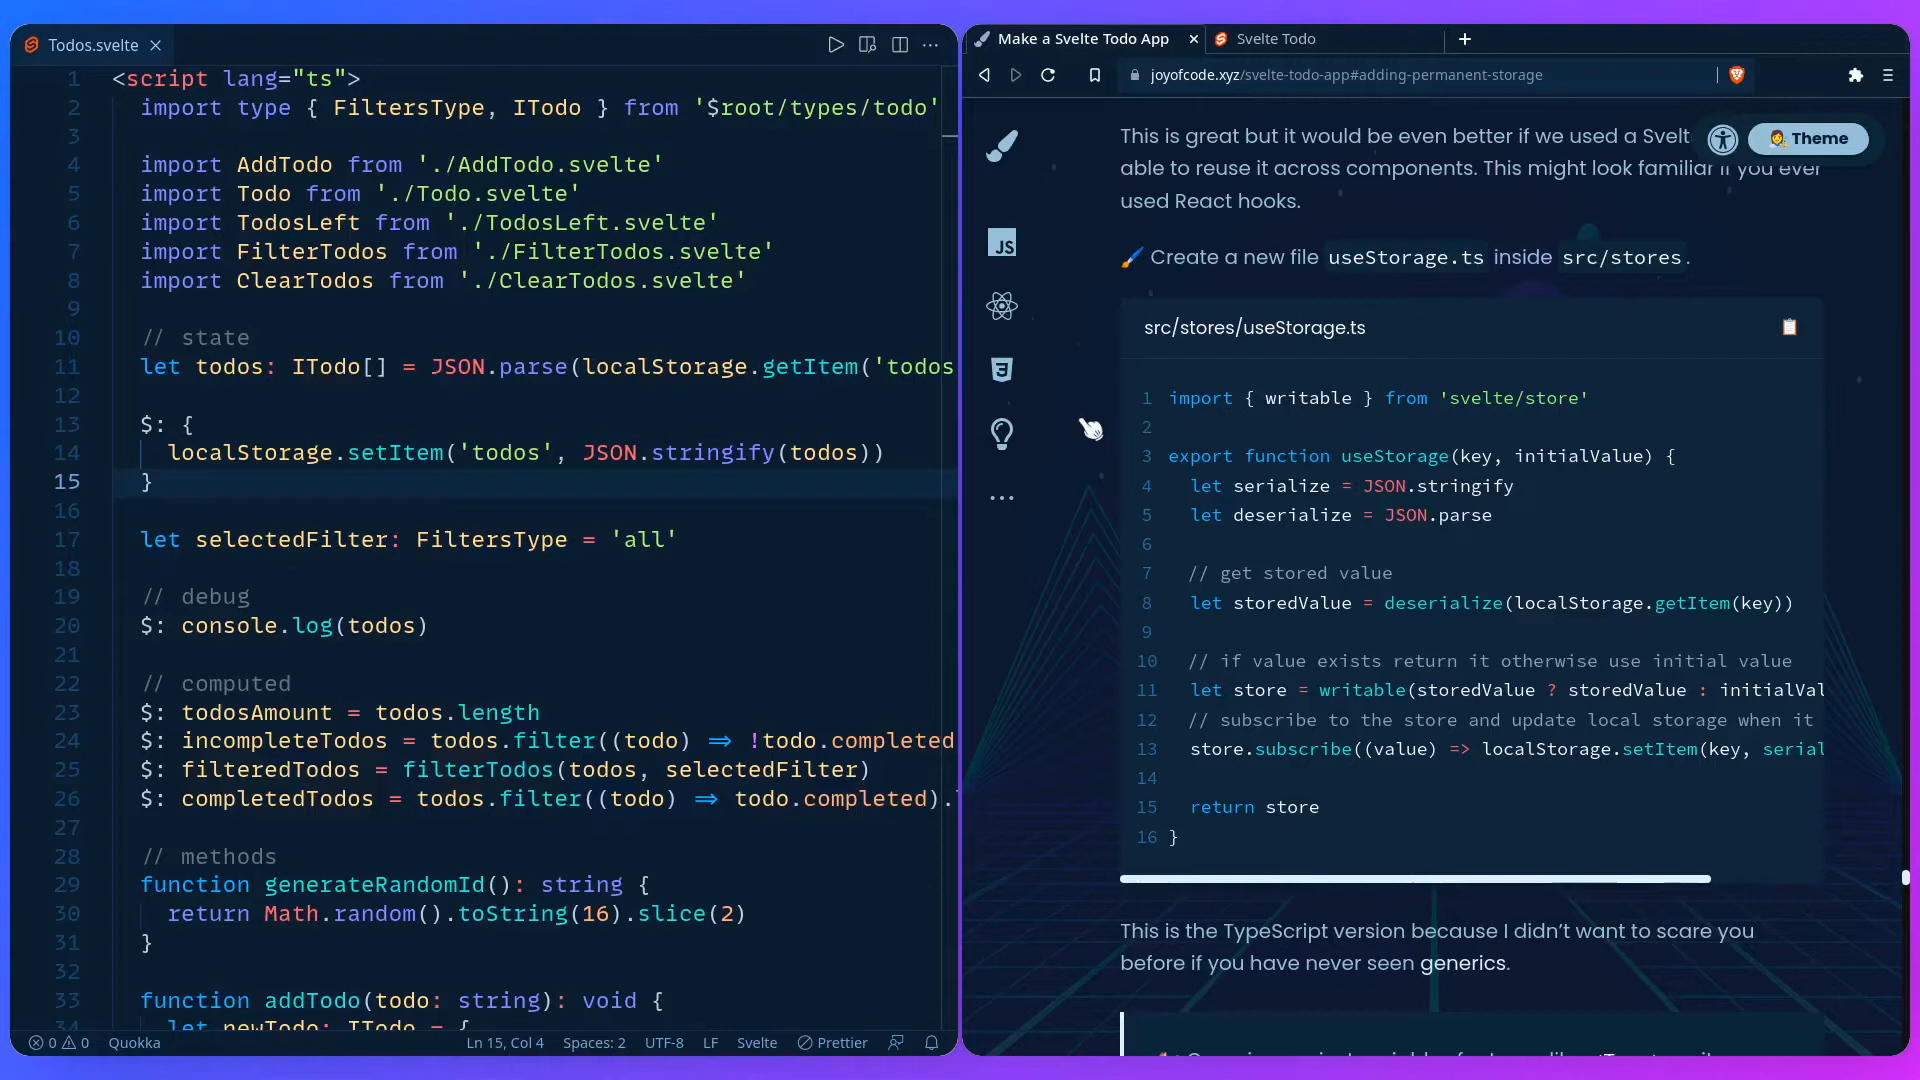 Todos.svelte
1 <script lang="ts">
2 import type { FiltersType, ITodo } from '$root/types/todo'
3
4 import AddTodo from './AddTodo.svelte'
5 import Todo from './Todo.svelte'
6 import TodosLeft from './TodosLeft.svelte'
7 import FilterTodos from './FilterTodos.svelte'
8 import ClearTodos from './ClearTodos.svelte'
9
10 // state
11 let todos: ITodo[] = JSON.parse(localStorage.getItem('todos
12
13 $: {
14 localStorage.setItem('todos', JSON.stringify(todos))
15 }
16
17 let selectedFilter: FiltersType = 'all'
18
19 // debug
20 $: console.log(todos)
21
22 // computed
23 $: todosAmount = todos.length
24 $: incompleteTodos = todos.filter((todo) ⇒ !todo.completed
25 $: filteredTodos = filterTodos(todos, selectedFilter)
26 $: completedTodos = todos.filter((todo) ⇒ todo.completed).
27
28 // methods
29 function generateRandomId(): string {
30 return Math.random().toString(16).slice(2)
31 }
32
33 function addTodo(todo: string): void {
34 let newTodo: ITodo = {
0 0 Quokka Ln 15, Col 4 Spaces: 2 UTF-8 LF Svelte Prettier
Make a Svelte Todo App Svelte Todo
joyofcode.xyz/svelte-todo-app#adding-permanent-storage
Theme
JS
This is great but it would be even better if we used a Svelt
able to reuse it across components. This might look familiar if you ever
used React hooks.
Create a new file useStorage.ts inside src/stores.
src/stores/useStorage.ts
1 import { writable } from 'svelte/store'
2
3 export function useStorage(key, initialValue) {
4 let serialize = JSON.stringify
5 let deserialize = JSON.parse
6
7 // get stored value
8 let storedValue = deserialize(localStorage.getItem(key))
9
10 // if value exists return it otherwise use initial value
11 let store = writable(storedValue ? storedValue : initialVal
12 // subscribe to the store and update local storage when it
13 store.subscribe((value) => localStorage.setItem(key, serial
14
15 return store
16 }
This is the TypeScript version because I didn't want to scare you
before if you have never seen generics.